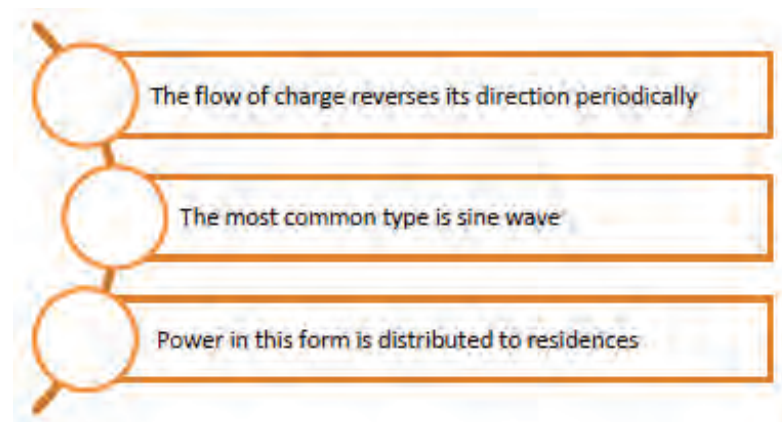 The flow of charge reverses its direction periodically
The most common type is sine wave
Power in this form is distributed to residences